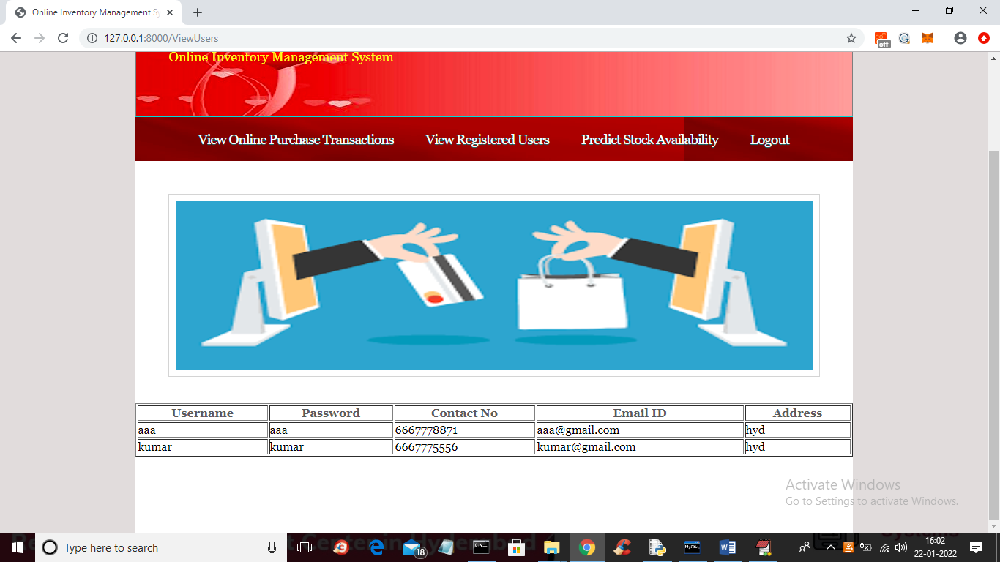 Online Inventory Management Sy
127.0.0.1:8000/ViewUsers
off
Online Inventory Management System
View Online Purchase Transactions View Registered Users Predict Stock Availability Logout
Username Password Contact No Email ID Address
aaa aaa 6667778871 aaa@gmail.com hyd
kumar kumar 6667775556 kumar@gmail.com hyd
Activate Windows
Go to Settings to activate Windows.
Type here to search
18
16:02
22-01-2022